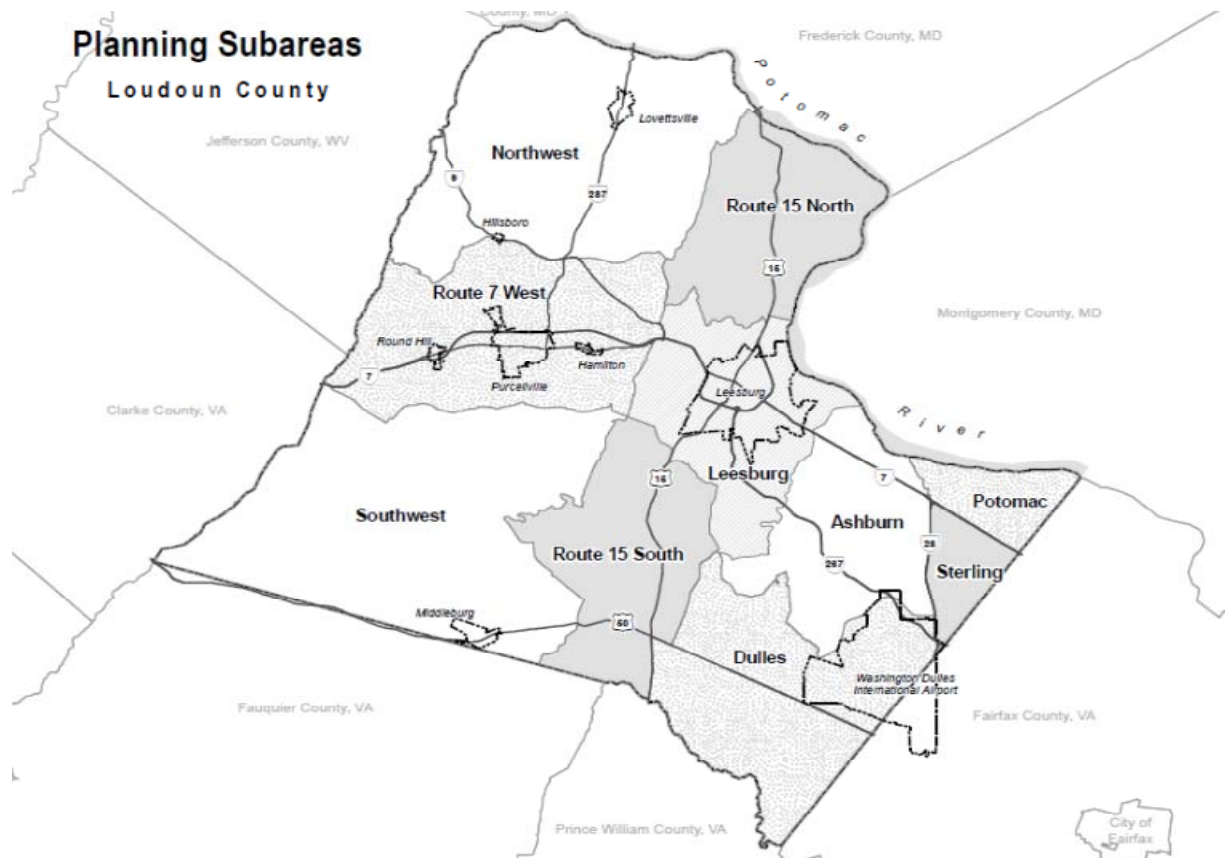 County, MD
Planning Subareas
Loudoun County
Frederick County, MD
Potomac
Jefferson County, WV
Lovettsville
Northwest
9
287
Route 15 North
Hillsboro
15
Route 7 West
Montgomery County, MD
Round Hill
7
Hamilton
Purcellville
Leesburg
Clarke County, VA
River
Leesburg
15
7
Potomac
Southwest
Ashburn
Route 15 South
28
267
Sterling
Middleburg
50
Dulles
Washington Dulles
International Airport
Fauquier County, VA
Fairfax County, VA
Prince William County, VA
City of
Fairfax